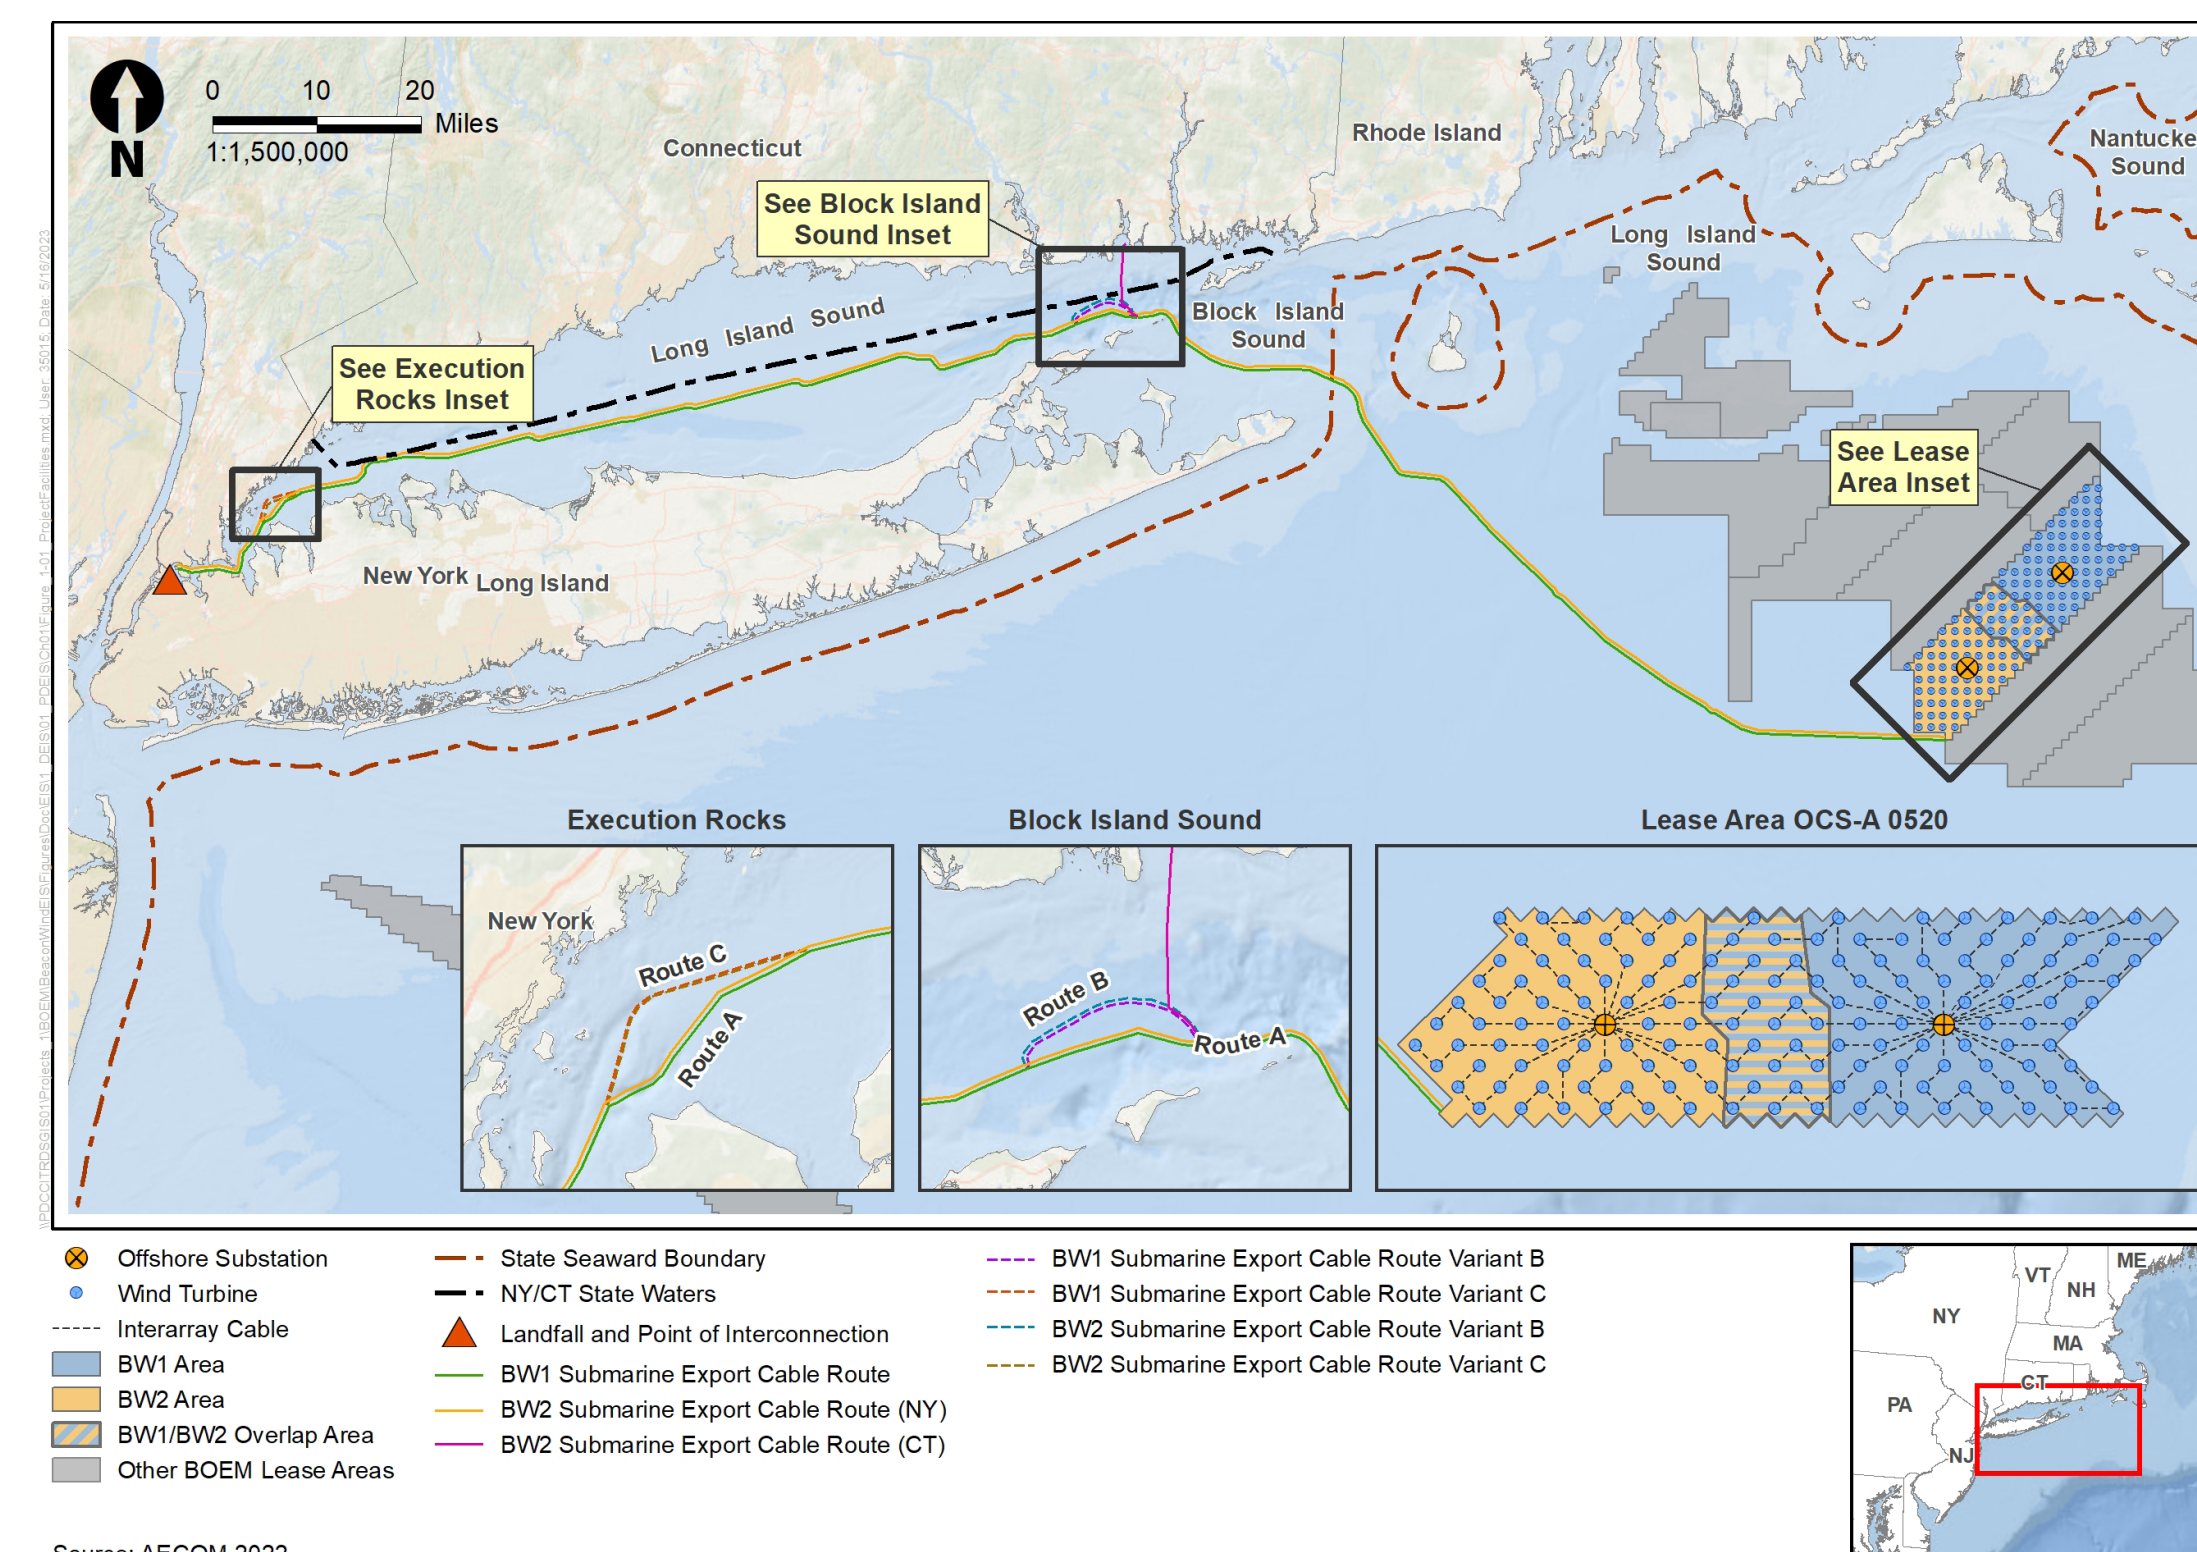 0 10 20
Miles
1:1,500,000
N
Connecticut
Rhode Island
Nantucke
Sound
See Block Island
Sound Inset
Long Island
Sound
Long Island Sound
Block Island
Sound
See Execution
Rocks Inset
See Lease
Area Inset
New York
Long Island
Execution Rocks
Block Island Sound
Lease Area OCS-A 0520
New York
Route C
Route A
Route B
Route A
Offshore Substation
Wind Turbine
Interarray Cable
BW1 Area
BW2 Area
BW1/BW2 Overlap Area
Other BOEM Lease Areas
State Seaward Boundary
NY/CT State Waters
Landfall and Point of Interconnection
BW1 Submarine Export Cable Route
BW2 Submarine Export Cable Route (NY)
BW2 Submarine Export Cable Route (CT)
BW1 Submarine Export Cable Route Variant B
BW1 Submarine Export Cable Route Variant C
BW2 Submarine Export Cable Route Variant B
BW2 Submarine Export Cable Route Variant C
ME
VT
NH
NY
MA
CT
PA
NJ
Source: AECOM 2022